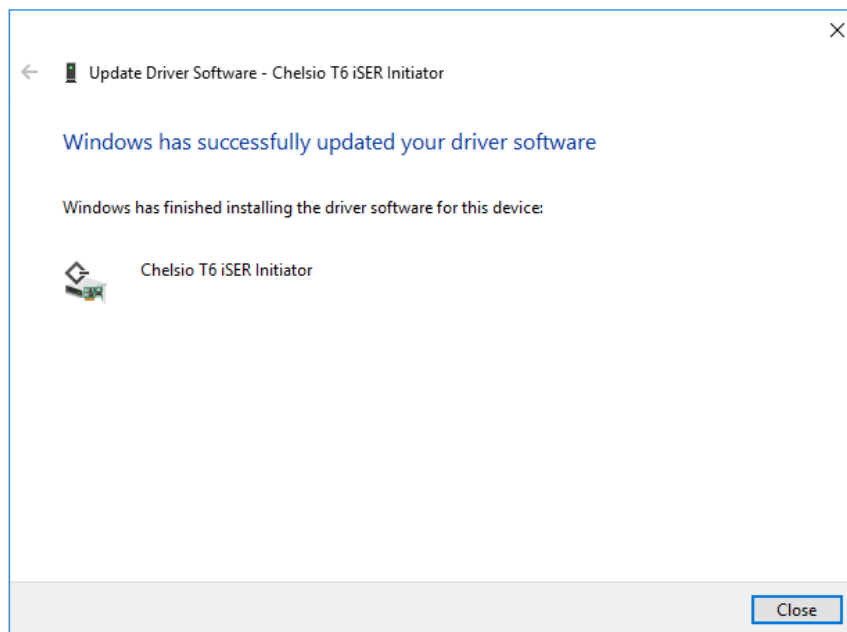 Update Driver Software - Chelsio T6 iSER Initiator
Windows has successfully updated your driver software
Windows has finished installing the driver software for this device:
Chelsio T6 iSER Initiator
Close